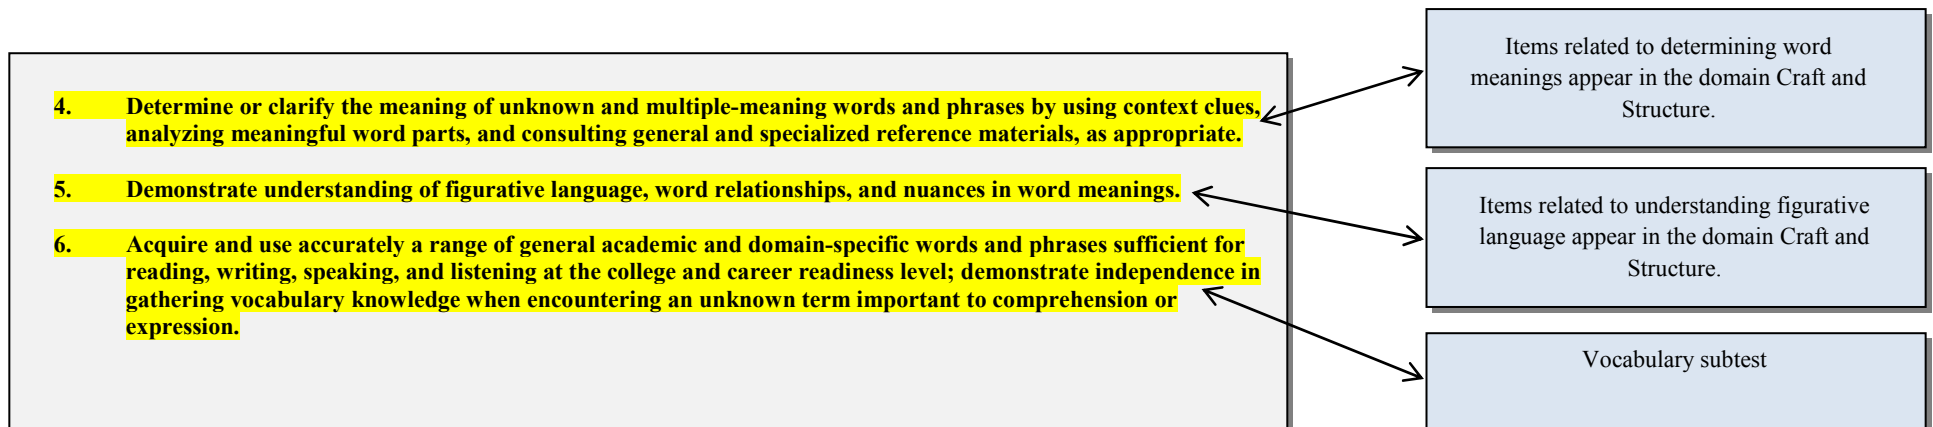 4. Determine or clarify the meaning of unknown and multiple-meaning words and phrases by using context clues,
analyzing meaningful word parts, and consulting general and specialized reference materials, as appropriate.
5. Demonstrate understanding of figurative language, word relationships, and nuances in word meanings.
6. Acquire and use accurately a range of general academic and domain-specific words and phrases sufficient for
reading, writing, speaking, and listening at the college and career readiness level; demonstrate independence in
gathering vocabulary knowledge when encountering an unknown term important to comprehension or
expression.
Items related to determining word
meanings appear in the domain Craft and
Structure.
Items related to understanding figurative
language appear in the domain Craft and
Structure.
Vocabulary subtest